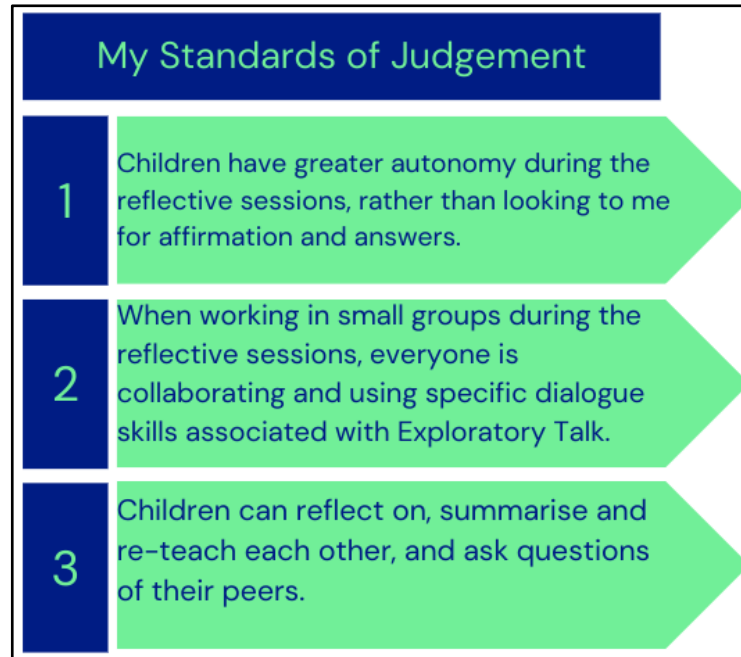 My Standards of Judgement
1
Children have greater autonomy during the
reflective sessions, rather than looking to me
for affirmation and answers.
2
When working in small groups during the
reflective sessions, everyone is
collaborating and using specific dialogue
skills associated with Exploratory Talk.
3
Children can reflect on, summarise and
re-teach each other, and ask questions
of their peers.